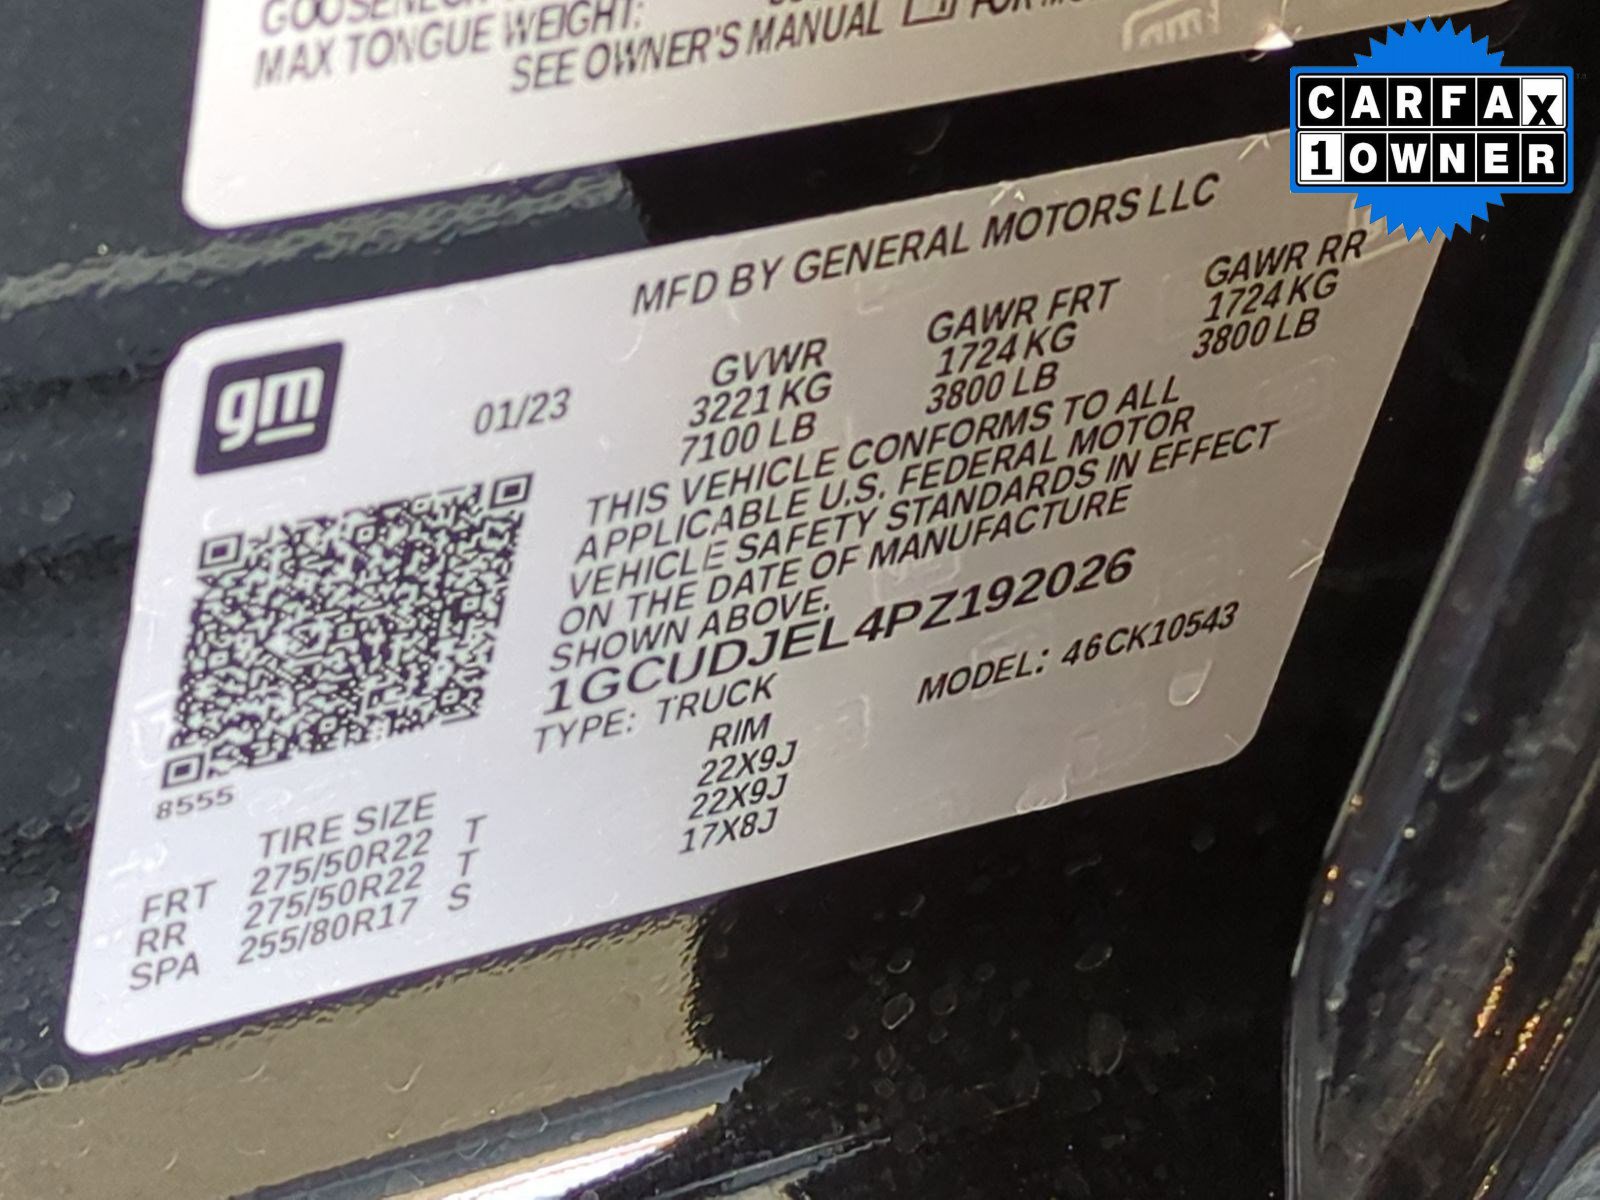 MAX TONGUE WEIGHT:
SEE OWNER'S MANUAL FOR
gm
CARFAX
1OWNER
MFD BY GENERAL MOTORS LLC
gm
01/23
GVWR GAWR FRT GAWR RR
3221 KG 1724 KG 1724 KG
7100 LB 3800 LB 3800 LB
THIS VEHICLE CONFORMS TO ALL
APPLICABLE U.S. FEDERAL MOTOR
VEHICLE SAFETY STANDARDS IN EFFECT
ON THE DATE OF MANUFACTURE
SHOWN ABOVE.
1GCUDJEL4PZ192026
TYPE: TRUCK MODEL: 46CK10543
8555
TIRE SIZE RIM
FRT 275/50R22 T 22X9J
RR 275/50R22 T 22X9J
SPA 255/80R17 S 17X8J